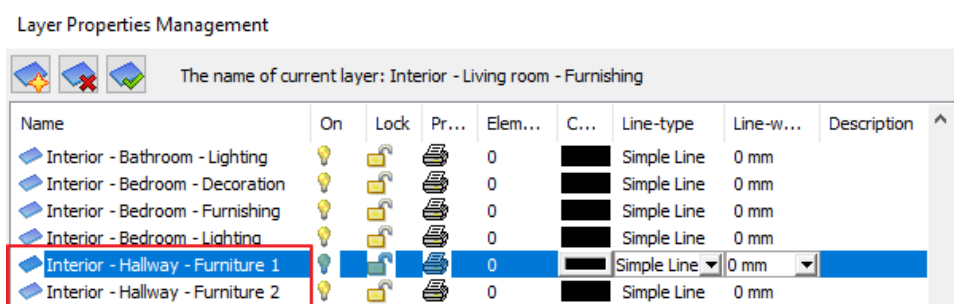 Layer Properties Management
The name of current layer: Interior - Living room - Furnishing
Name On Lock Pr... Elem... C... Line-type Line-w... Description
Interior - Bathroom - Lighting 0 Simple Line 0 mm
Interior - Bedroom - Decoration 0 Simple Line 0 mm
Interior - Bedroom - Furnishing 0 Simple Line 0 mm
Interior - Bedroom - Lighting 0 Simple Line 0 mm
Interior - Hallway - Furniture 1 0 Simple Line 0 mm
Interior - Hallway - Furniture 2 0 Simple Line 0 mm